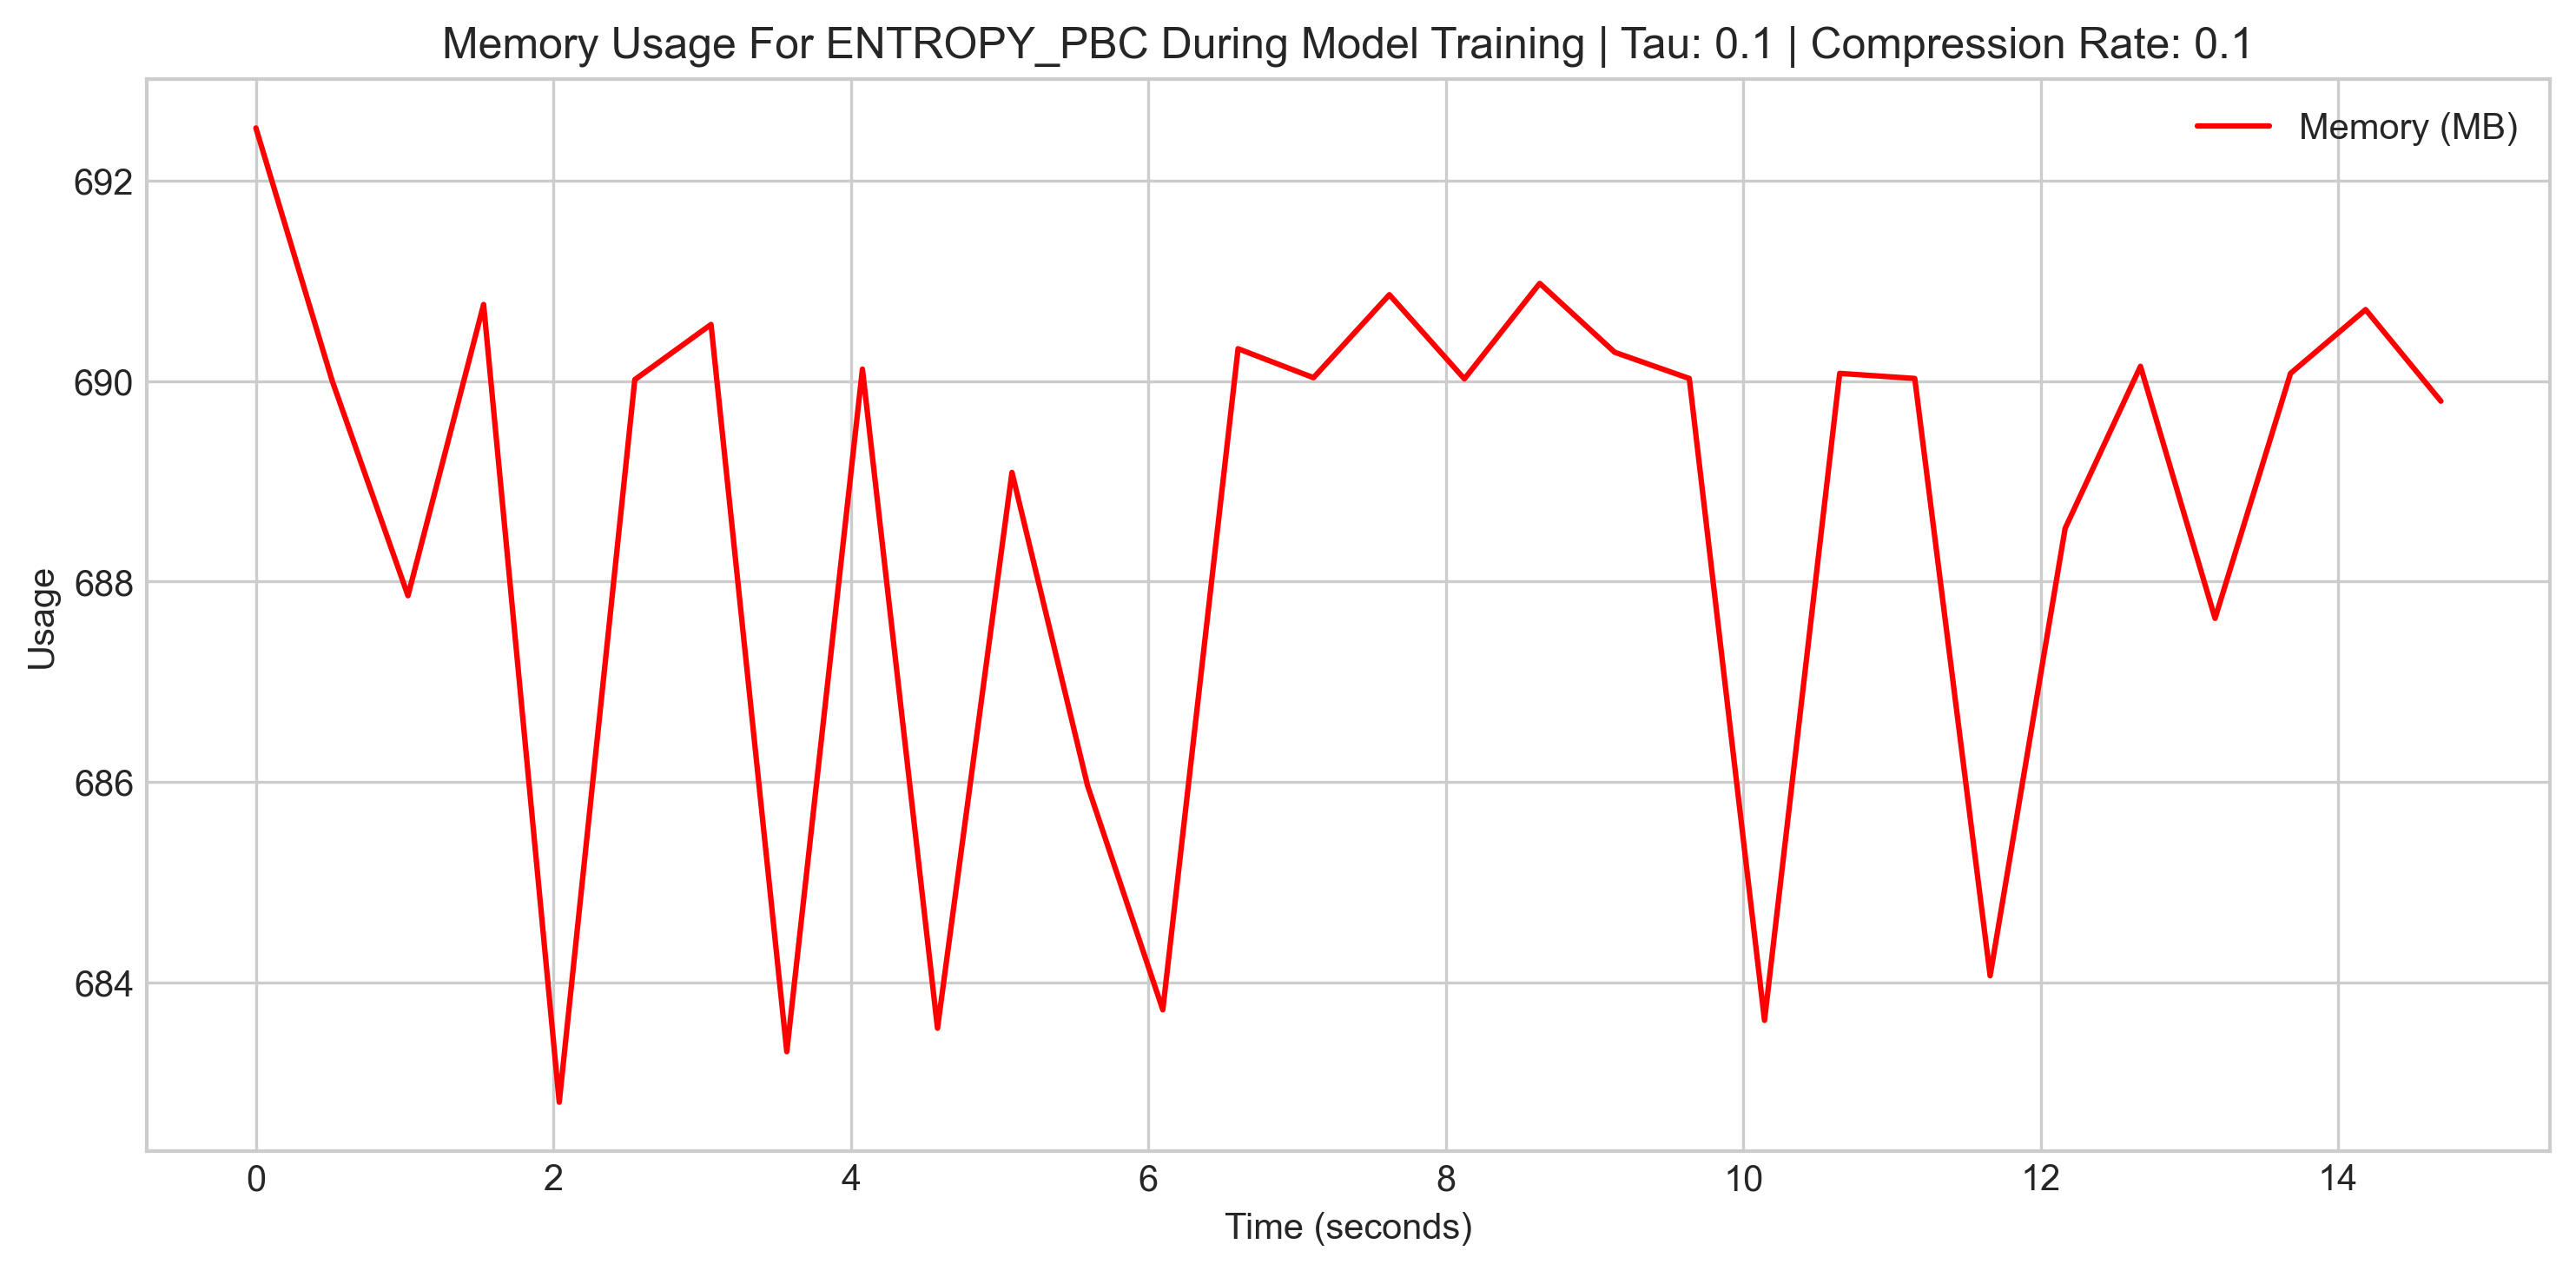 Memory Usage For ENTROPY_PBC During Model Training | Tau: 0.1 | Compression Rate: 0.1
Memory (MB)
692
690
688
686
684
Usage
0 2 4 6 8 10 12 14
Time (seconds)